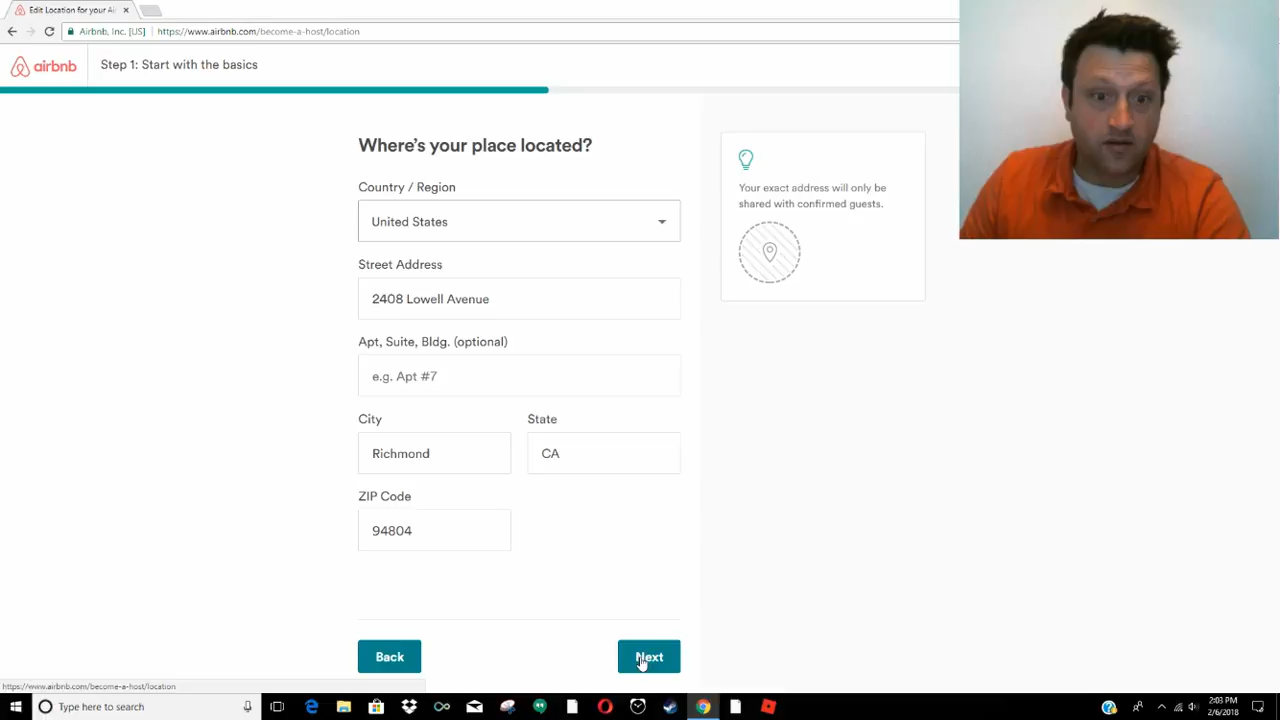 Edit Location for your Airb
Airbnb, Inc. [US]
https://www.airbnb.com/become-a-host/location
airbnb
Step 1: Start with the basics
Where's your place located?
Country / Region
United States
Street Address
2408 Lowell Avenue
Apt, Suite, Bldg. (optional)
e.g. Apt #7
City
State
Richmond
CA
ZIP Code
94804
Back
Next
Your exact address will only be
shared with confirmed guests.
https://www.airbnb.com/become-a-host/location
Type here to search
2:03 PM
2/6/2018